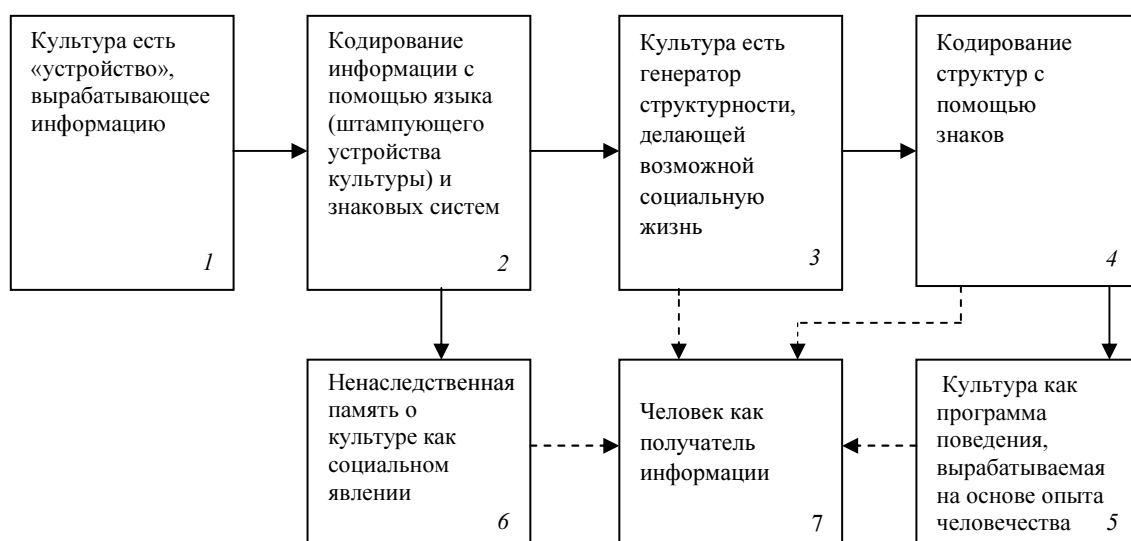 Культура есть
«устройство»,
вырабатывающее
информацию
1
Кодирование
информации с
помощью языка
(штампующего
устройства
культуры) и
знаковых систем
2
Культура есть
генератор
структурности,
делающей
возможной
социальную
жизнь
3
Кодирование
структур с
помощью
знаков
4
Ненаследственная
память о
культуре как
социальном
явлении
6
Человек как
получатель
информации
7
Культура как
программа
поведения,
вырабатываемая
на основе опыта
человечества 5